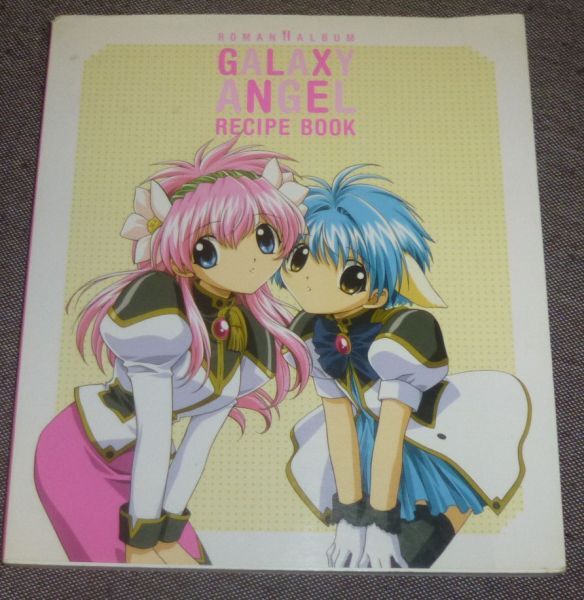 ROMAN ALBUM
GALAXY
ANGEL
RECIPE BOOK